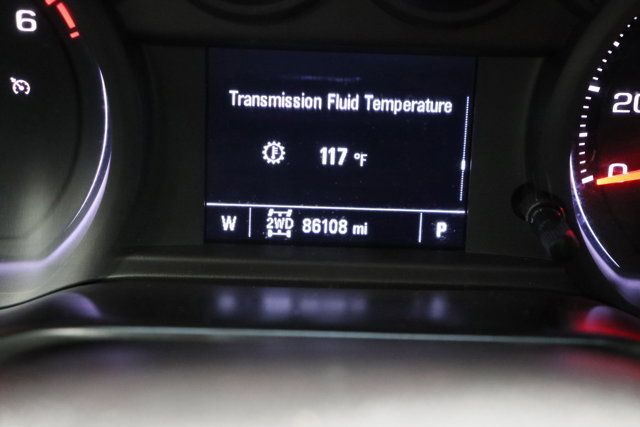 6
Transmission Fluid Temperature
117 °F
W 2WD 86108 mi P
20
0